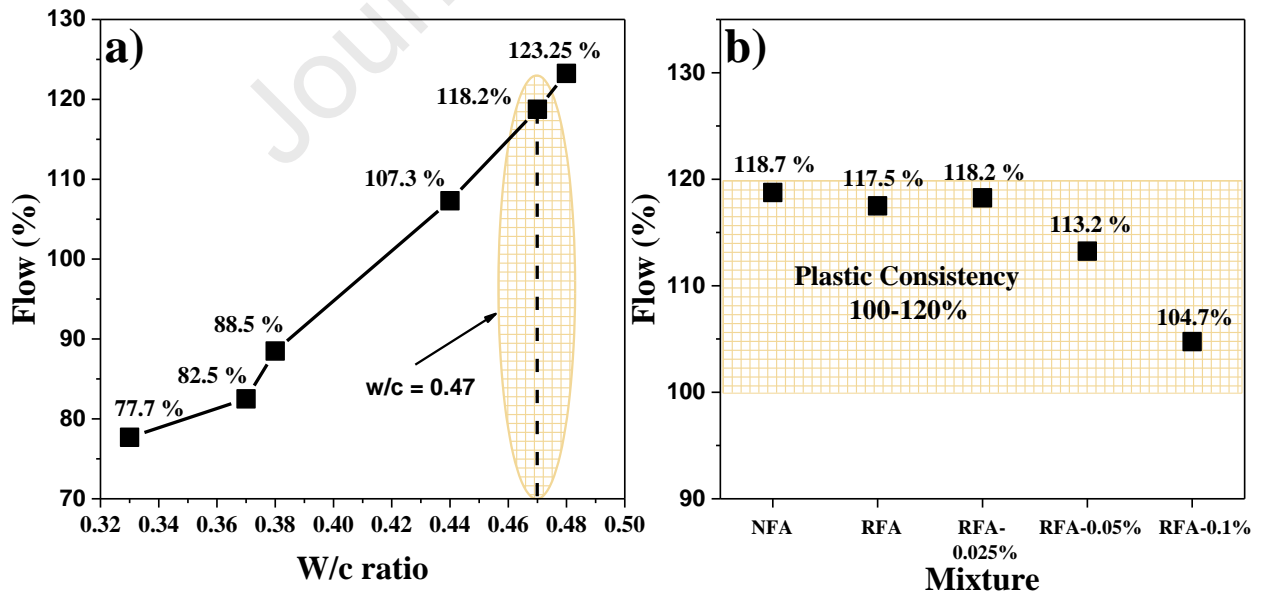 Jour
a)
130
120
110
100
90
80
70
Flow (%)
77.7 %
82.5 %
88.5 %
107.3 %
118.2%
123.25 %
w/c = 0.47
0.32 0.34 0.36 0.38 0.40 0.42 0.44 0.46 0.48 0.50
W/c ratio
b)
130
120
110
100
90
Flow (%)
118.7 %
117.5 %
118.2 %
113.2 %
104.7%
Plastic Consistency
100-120%
NFA RFA RFA- RFA-0.05% RFA-0.1%
0.025%
Mixture